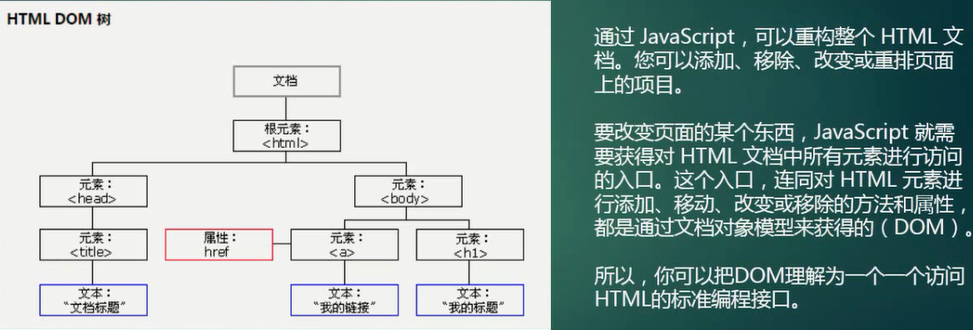 HTML DOM 树
文档
根元素：
<html>
元素：
<head>
元素：
<body>
元素：
<title>
属性：
href
元素：
<a>
元素：
<h1>
文本：
“文档标题”
文本：
“我的链接”
文本：
“我的标题”
通过 JavaScript，可以重构整个 HTML 文
档。您可以添加、移除、改变或重排页面
上的项目。
要改变页面的某个东西，JavaScript 就需
要获得对 HTML 文档中所有元素进行访问
的入口。这个入口，连同对 HTML 元素进
行添加、移动、改变或移除的方法和属性，
都是通过文档对象模型来获得的（DOM）。
所以，你可以把DOM理解为一个一个访问
HTML的标准编程接口。